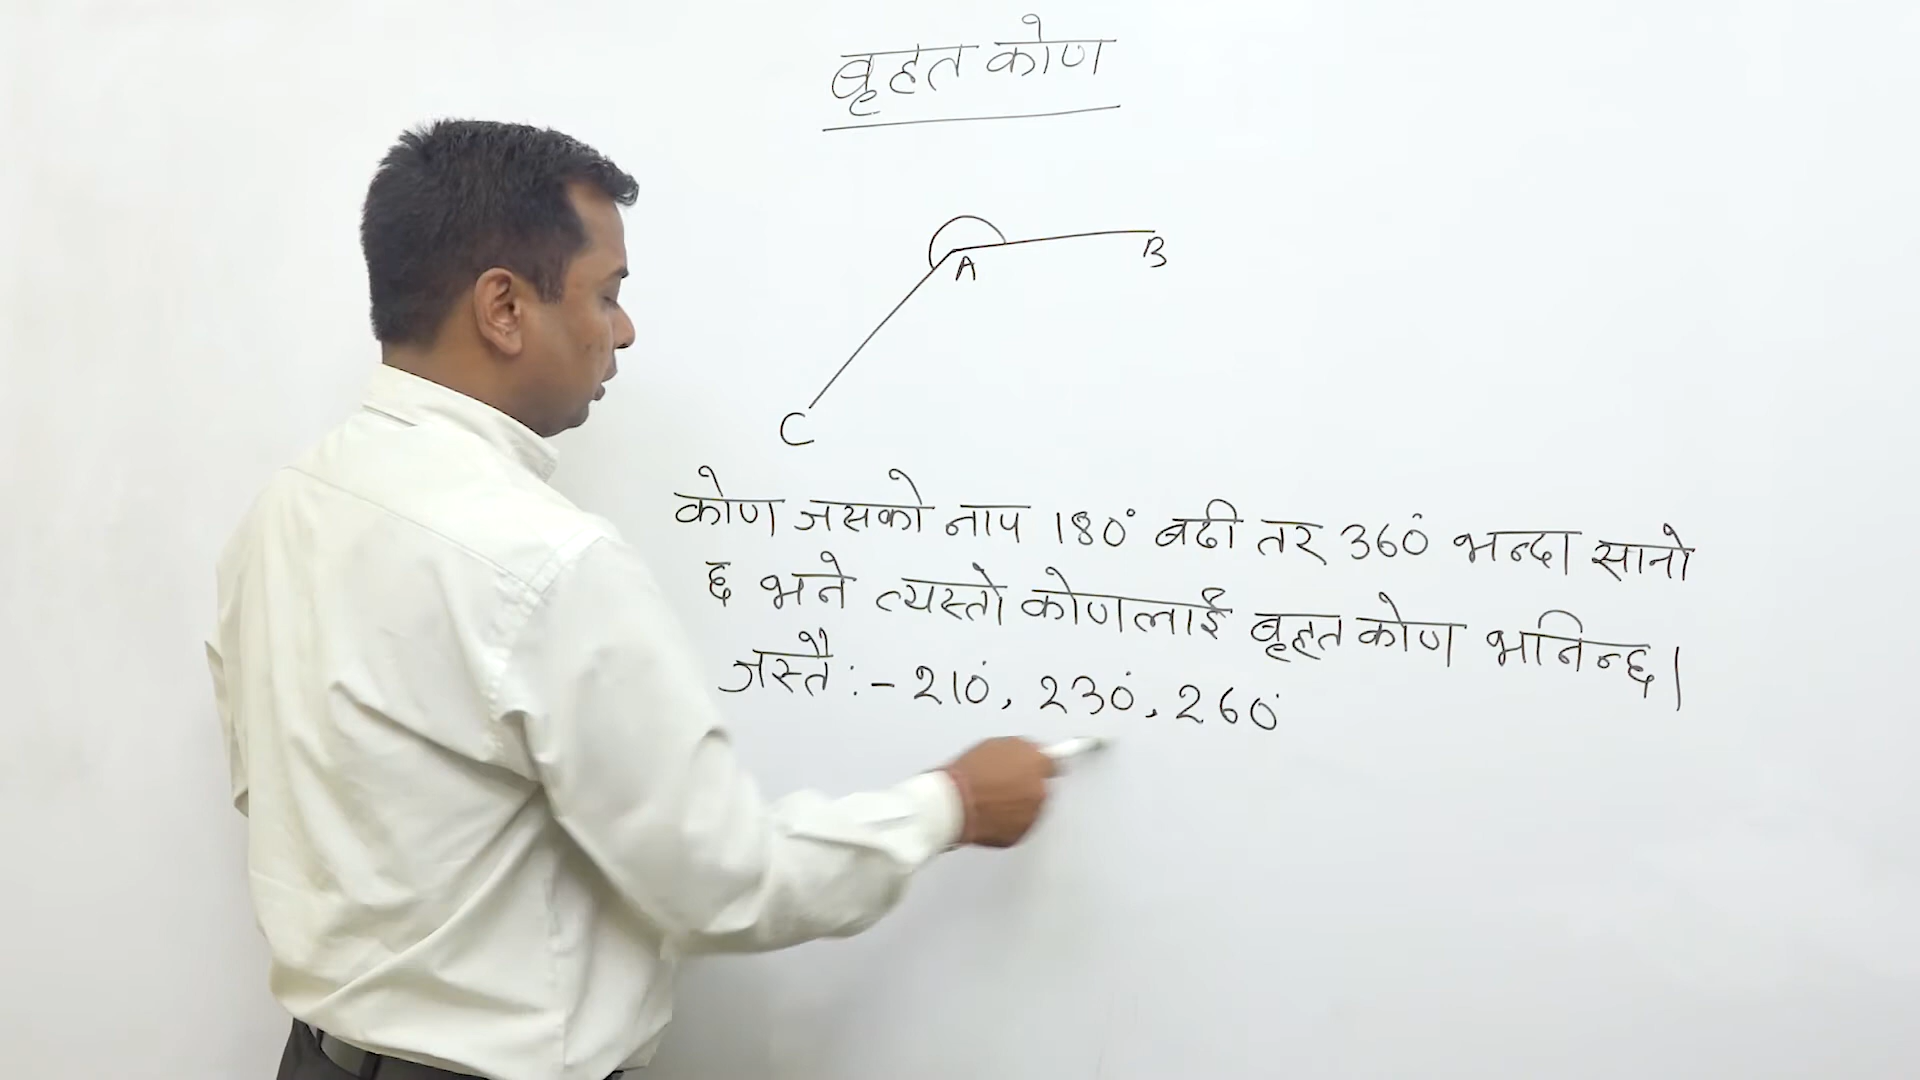 बृहत कोण
A
B
C
कोण जसको नाप 180° बढी तर 360° भन्दा सानो
छ भने त्यस्तो कोणलाई बृहत कोण भनिन्छ।
जस्तै:- 210°, 230°, 260°